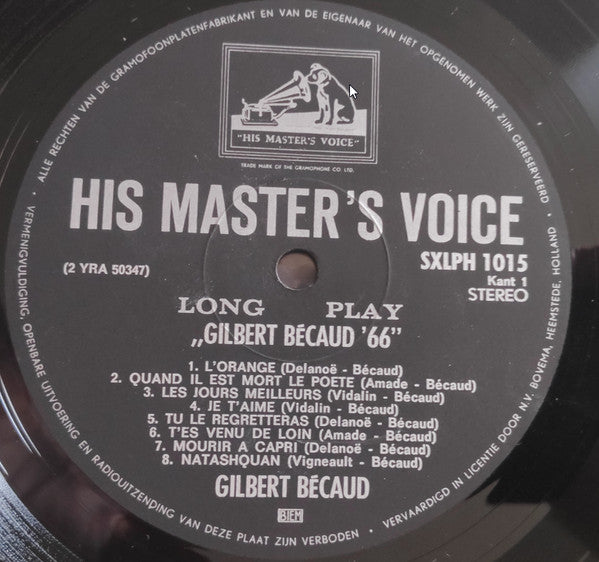 ALLE RECHTEN VAN DE GRAMOFOONPLATENFABRIKANT EN VAN DE EIGENAAR VAN HET OPGENOMEN WERK ZIJN GERESERVEERD
"HIS MASTER'S VOICE"
TRADE MARK OF THE GRAMOPHONE CO. LTD.
HIS MASTER'S VOICE
SXLPH 1015
(2 YRA 50347)
Kant 1
STEREO
LONG PLAY
„GILBERT BÉCAUD '66"
1. L'ORANGE (Delanoë - Bécaud)
2. QUAND IL EST MORT LE POETE (Amade - Bécaud)
3. LES JOURS MEILLEURS (Vidalin - Bécaud)
4. JE T'AIME (Vidalin - Bécaud)
5. TU LE REGRETTERAS (Delanoë - Bécaud)
6. T'ES VENU DE LOIN (Amade - Bécaud)
7. MOURIR A CAPRI (Delanoë - Bécaud)
8. NATASHQUAN (Vigneault - Bécaud)
GILBERT BÉCAUD
BIEM
VERMENIGVULDIGING, OPENBARE UITVOERING EN RADIOUITZENDING VAN DEZE PLAAT ZIJN VERBODEN • VERVAARDIGD IN LICENTIE DOOR N.V. BOVEMA, HEEMSTEDE, HOLLAND •